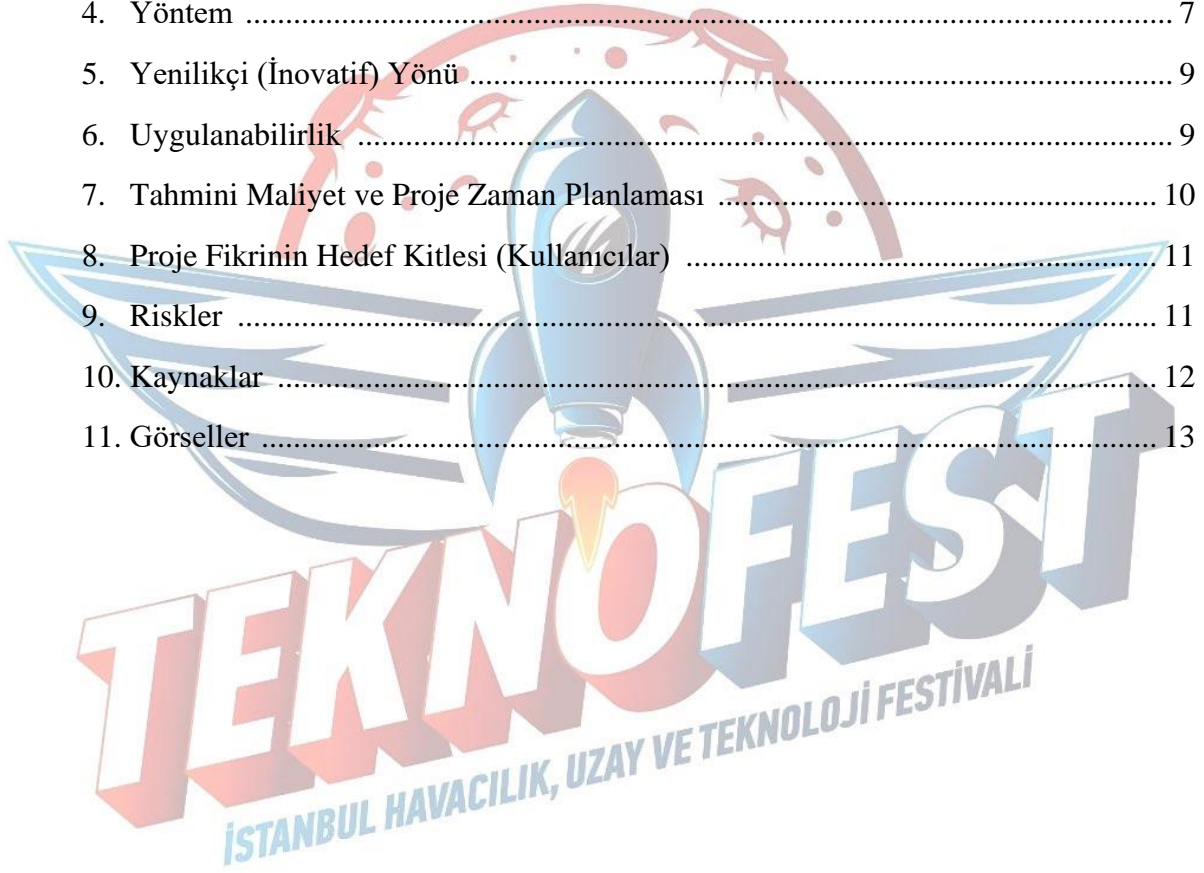 4. Yöntem ........................................................................................................ 7
5. Yenilikçi (İnovatif) Yönü ........................................................................................ 9
6. Uygulanabilirlik ........................................................................................ 9
7. Tahmini Maliyet ve Proje Zaman Planlaması ........................................................ 10
8. Proje Fikrinin Hedef Kitlesi (Kullanıcılar) ........................................................ 11
9. Riskler ........................................................................................................ 11
10. Kaynaklar ........................................................................................................ 12
11. Görseller ........................................................................................................ 13
TEKNOFEST
İSTANBUL HAVACILIK, UZAY VE TEKNOLOJİ FESTİVALİ